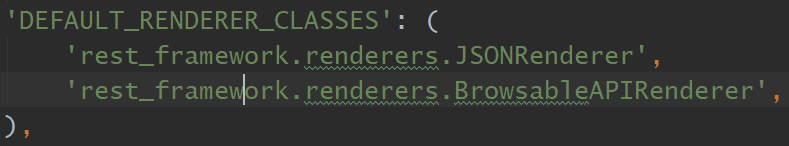 'DEFAULT_RENDERER_CLASSES': (
    'rest_framework.renderers.JSONRenderer',
    'rest_framework.renderers.BrowsableAPIRenderer',
),